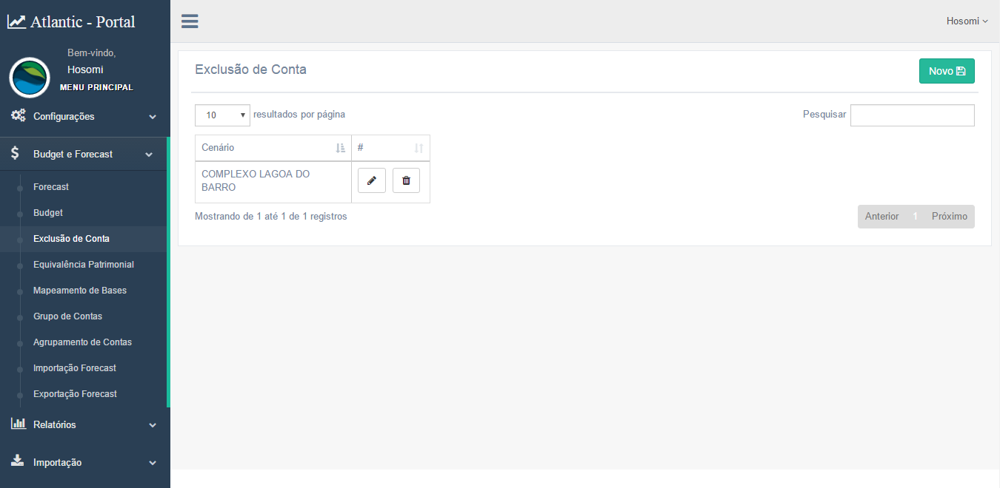 Atlantic - Portal
Bem-vindo,
Hosomi
MENU PRINCIPAL
Configurações
Budget e Forecast
Forecast
Budget
Exclusão de Conta
Equivalência Patrimonial
Mapeamento de Bases
Grupo de Contas
Agrupamento de Contas
Importação Forecast
Exportação Forecast
Relatórios
Importação
Hosomi
Exclusão de Conta
Novo
10 resultados por página
Pesquisar
Cenário #
COMPLEXO LAGOA DO
BARRO
Mostrando de 1 até 1 de 1 registros
Anterior 1 Próximo